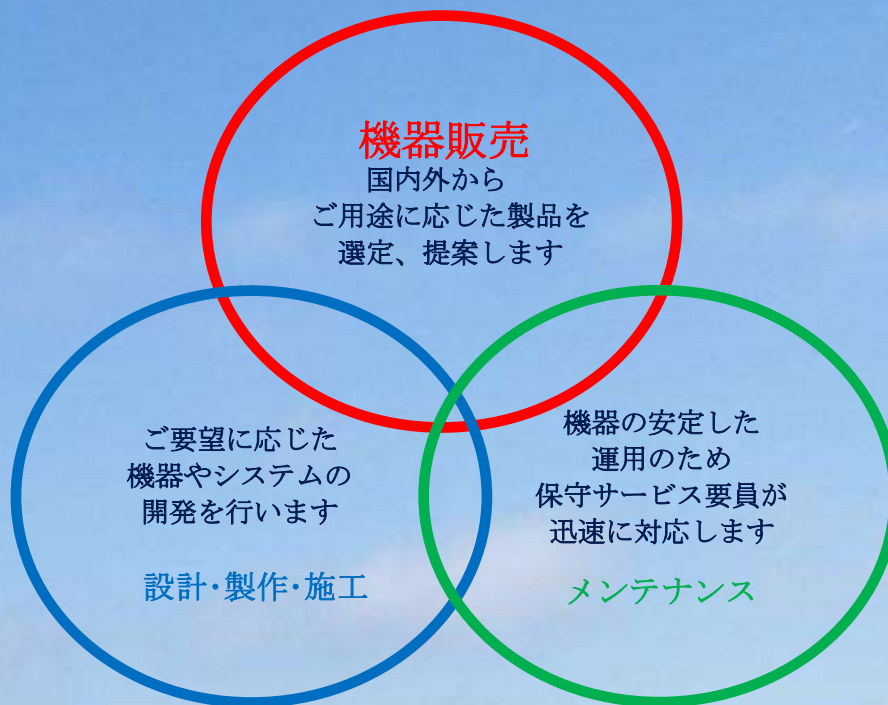 機器販売
国内外から
ご用途に応じた製品を
選定、提案します
ご要望に応じた
機器やシステムの
開発を行います
設計･製作･施工
機器の安定した
運用のため
保守サービス要員が
迅速に対応します
メンテナンス